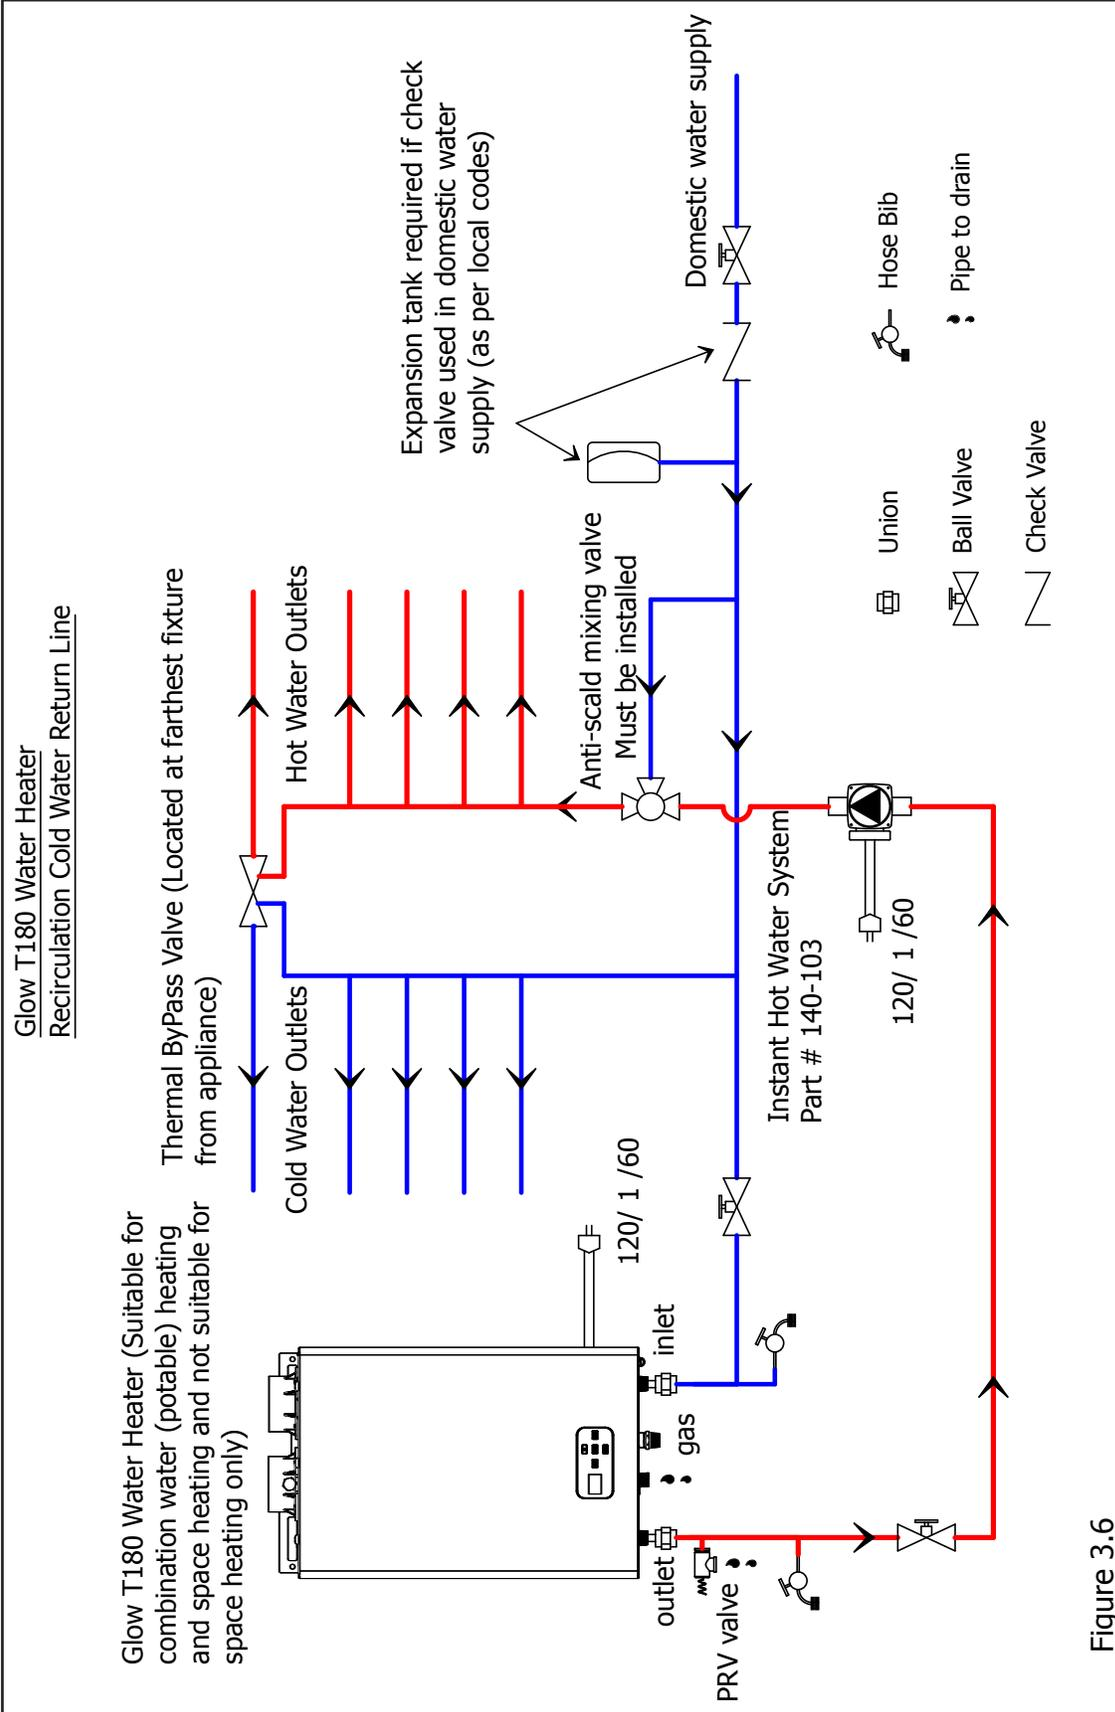 Glow T180 Water Heater
Recirculation Cold Water Return Line
Glow T180 Water Heater (Suitable for
combination water (potable) heating
and space heating and not suitable for
space heating only)
Thermal ByPass Valve (Located at farthest fixture
from appliance)
Cold Water Outlets
Hot Water Outlets
Expansion tank required if check
valve used in domestic water
supply (as per local codes)
Anti-scald mixing valve
Must be installed
Domestic water supply
120/ 1 /60
outlet
gas
inlet
PRV valve
Instant Hot Water System
Part # 140-103
120/ 1 /60
Union
Hose Bib
Ball Valve
Pipe to drain
Check Valve
Figure 3.6